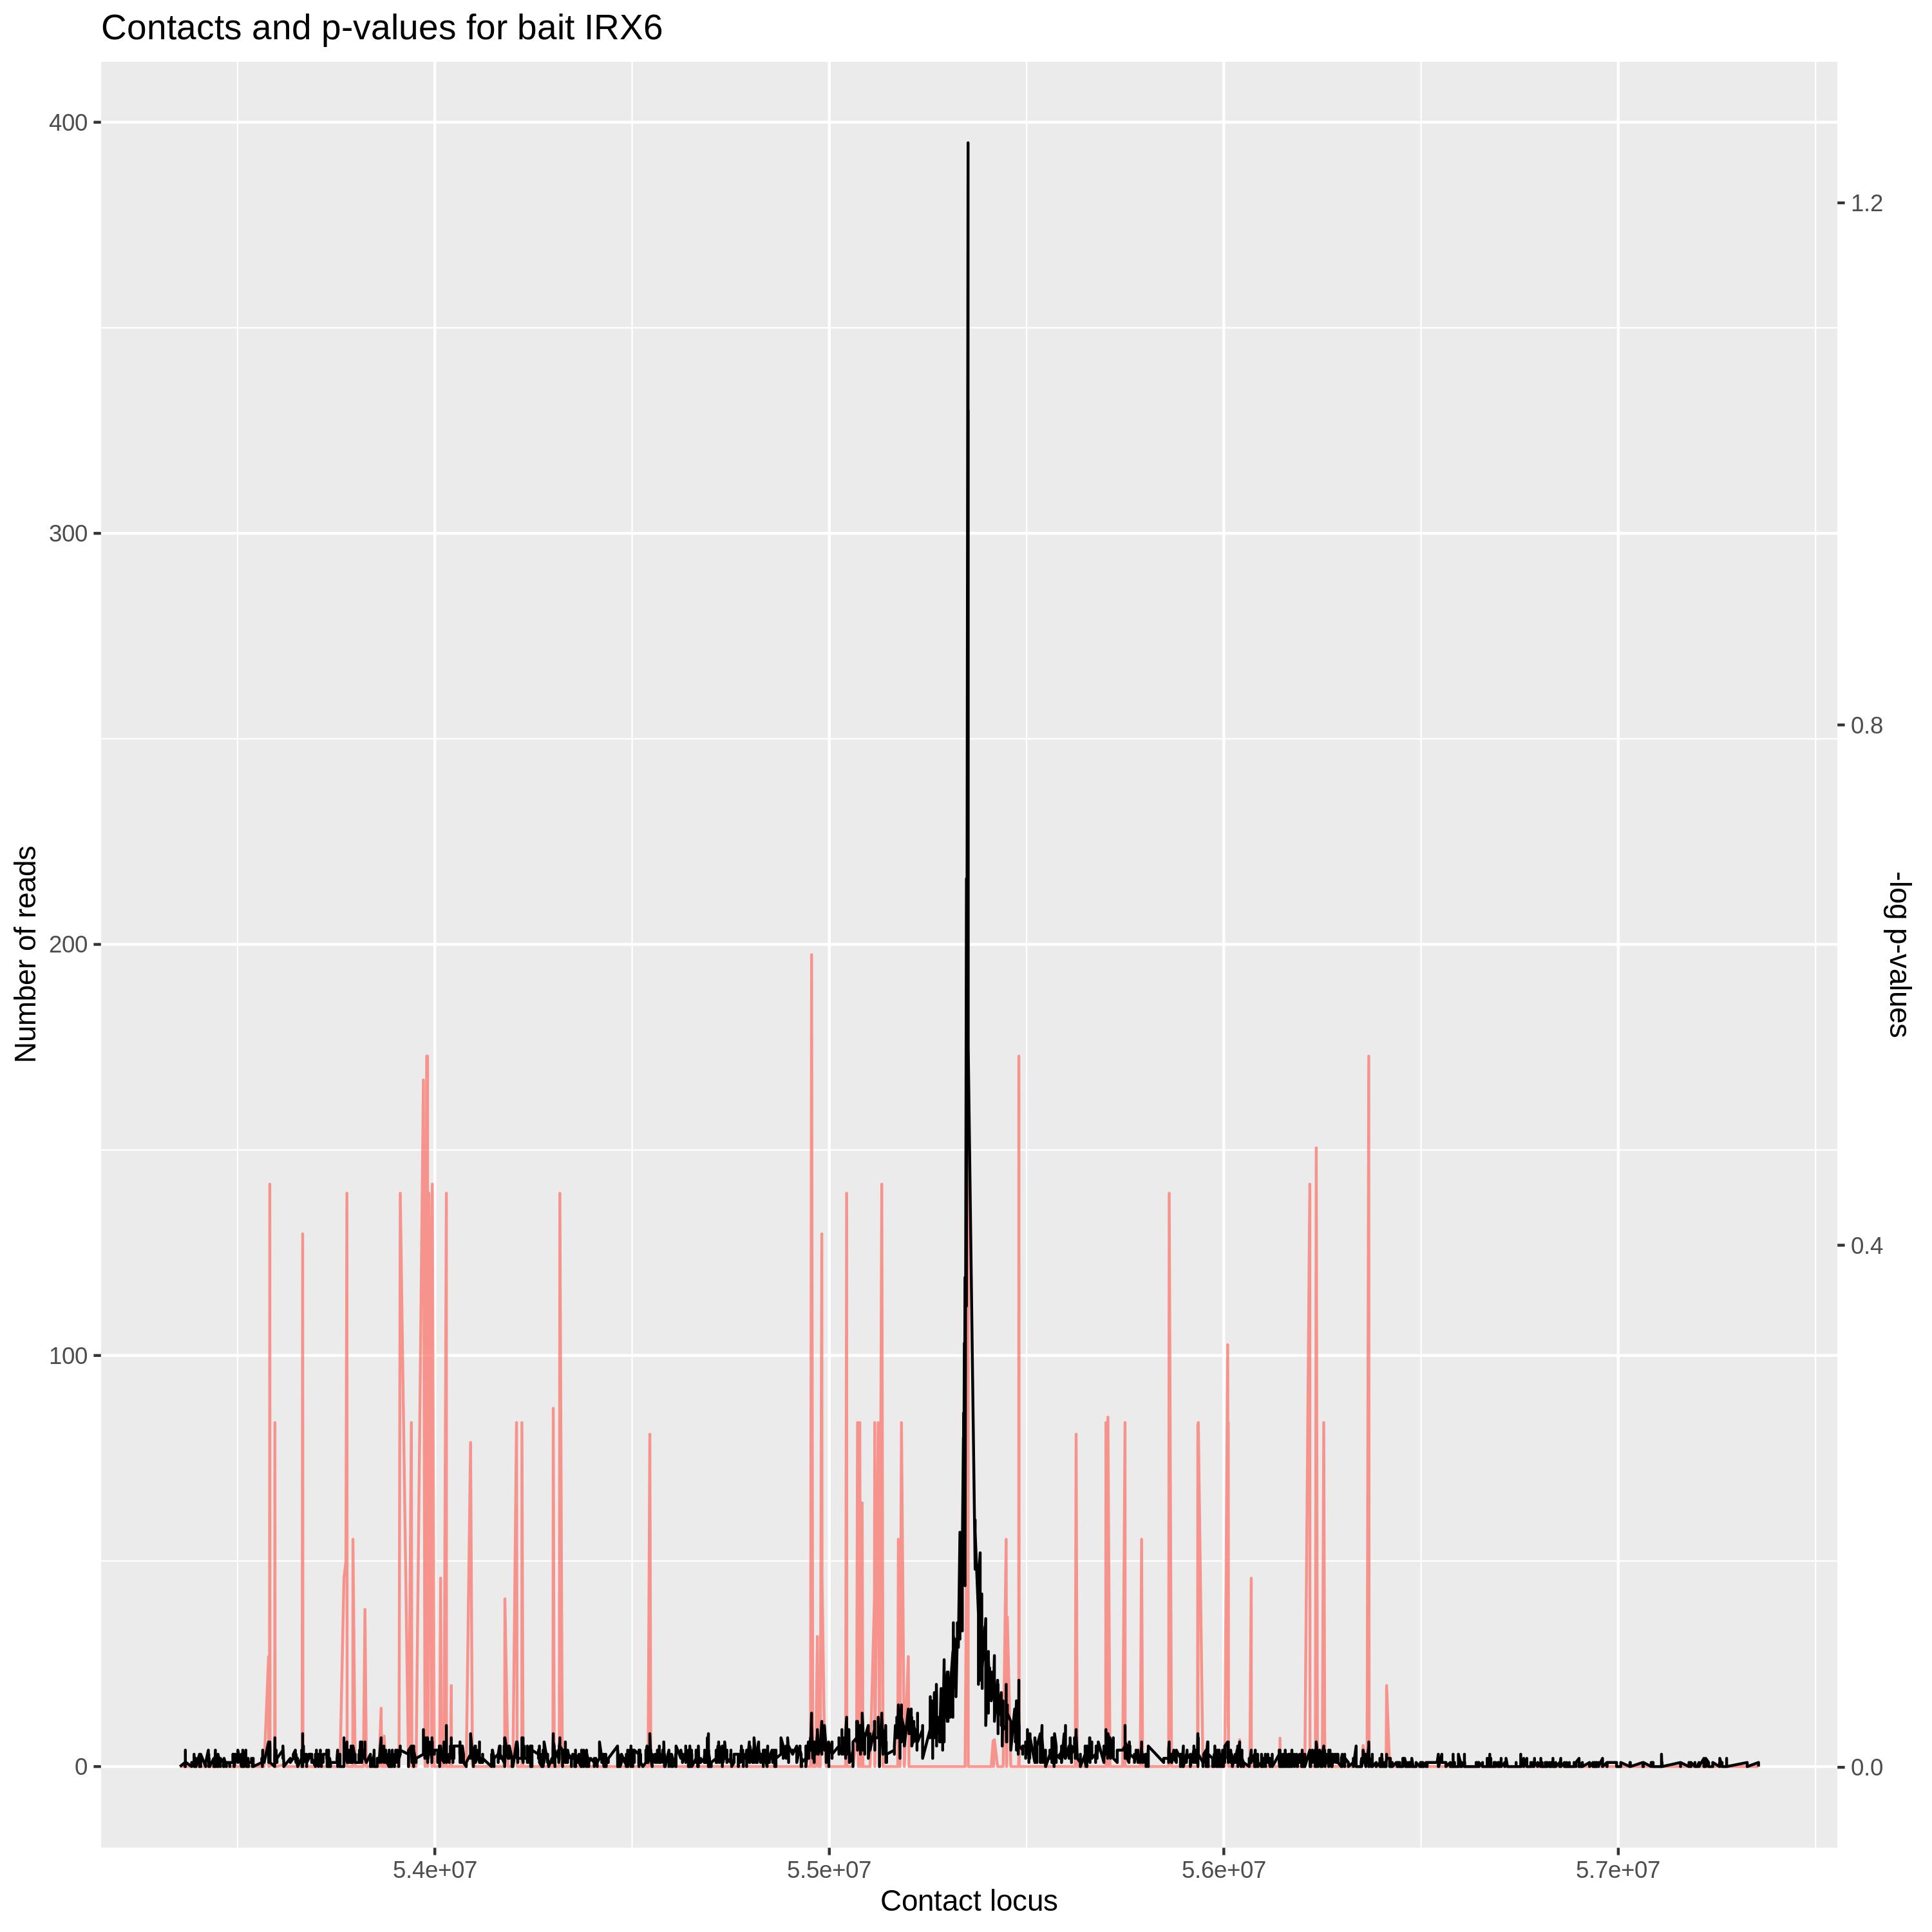 Contacts and p-values for bait IRX6
400
300
200
100
0
Number of reads
1.2
0.8
0.4
0.0
-log p-values
5.4e+07
5.5e+07
5.6e+07
5.7e+07
Contact locus